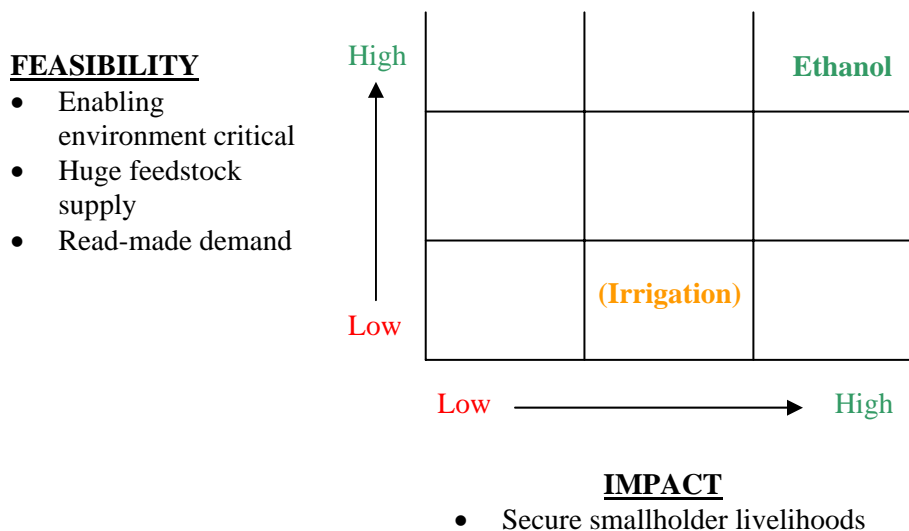 FEASIBILITY
• Enabling
environment critical
• Huge feedstock
supply
• Read-made demand
High
Low
Ethanol
(Irrigation)
Low
High
IMPACT
• Secure smallholder livelihoods